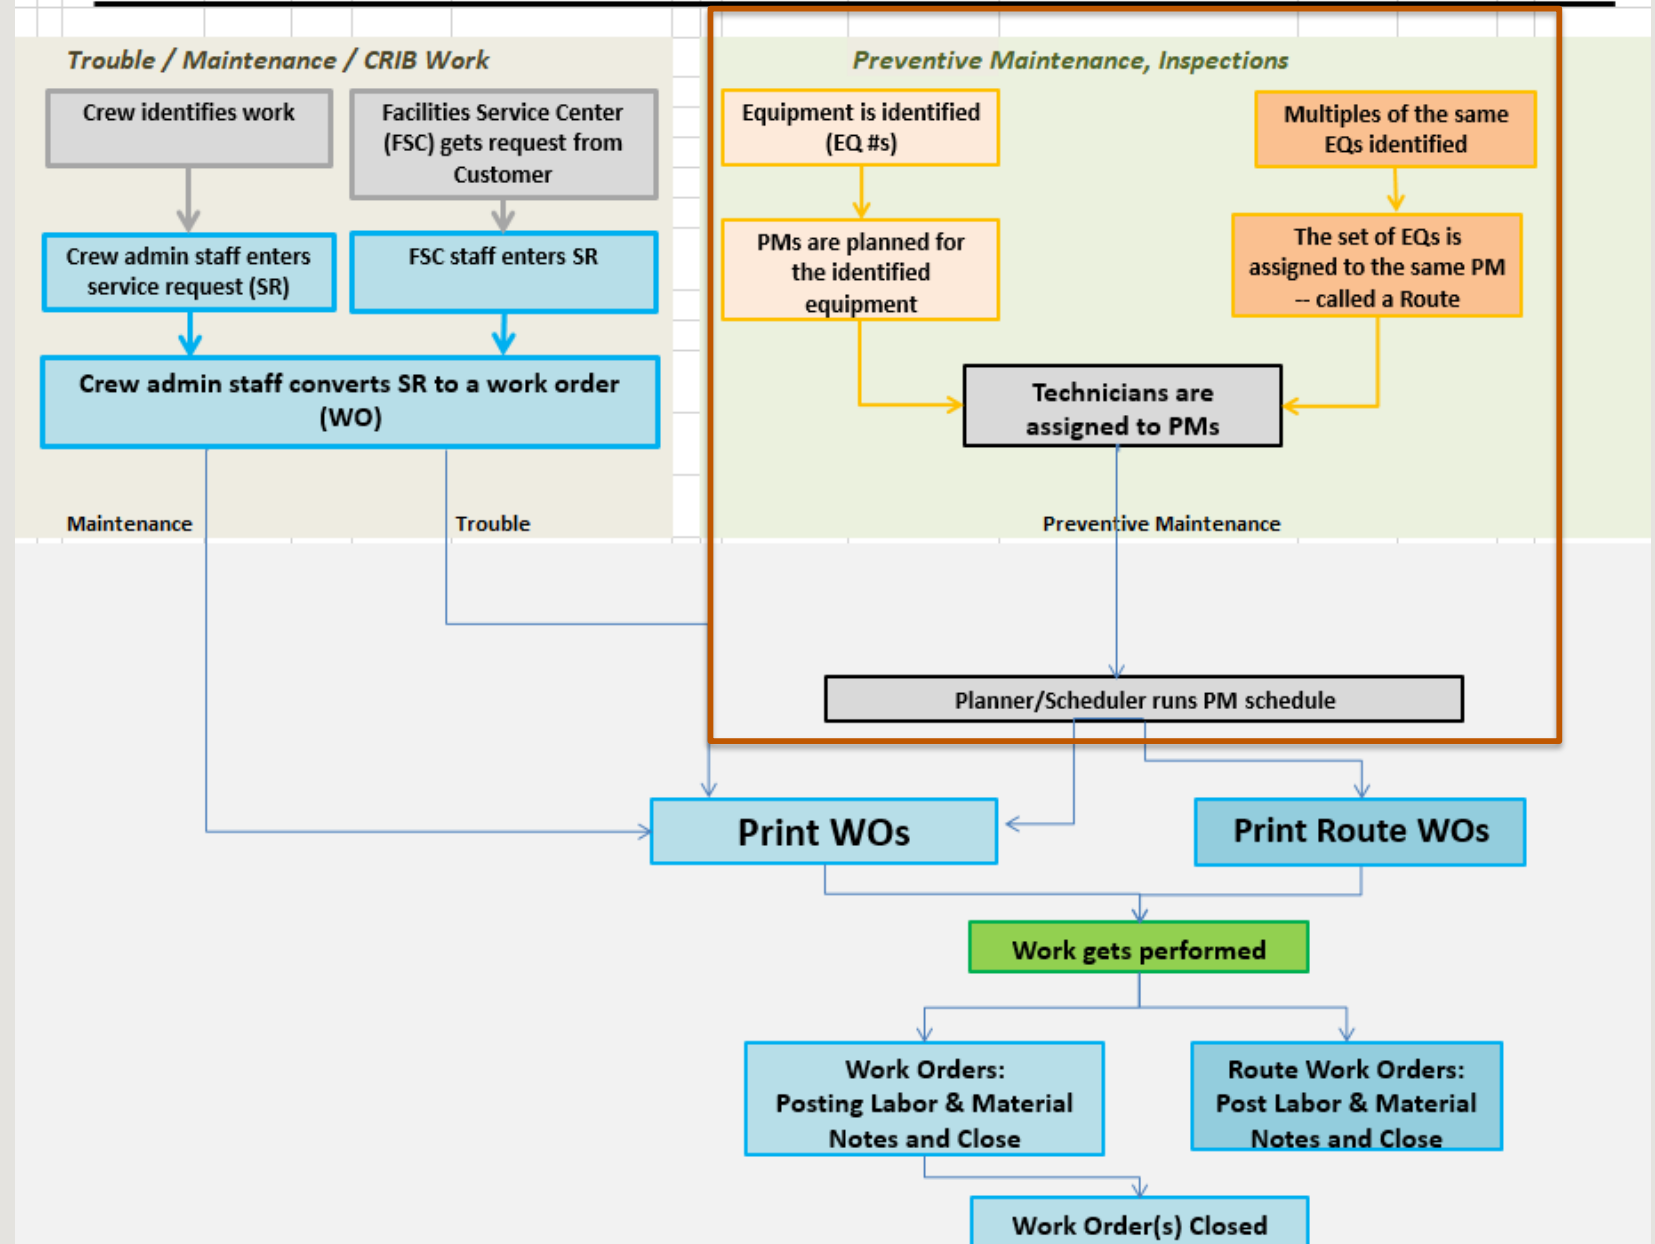 Trouble / Maintenance / CRIB Work
Crew identifies work
Facilities Service Center
(FSC) gets request from
Customer
Crew admin staff enters
service request (SR)
FSC staff enters SR
Crew admin staff converts SR to a work order
(WO)
Maintenance
Trouble
Preventive Maintenance, Inspections
Equipment is identified
(EQ #s)
Multiples of the same
EQs identified
PMs are planned for
the identified
equipment
The set of EQs is
assigned to the same PM
-- called a Route
Technicians are
assigned to PMs
Preventive Maintenance
Planner/Scheduler runs PM schedule
Print WOs
Print Route WOs
Work gets performed
Work Orders:
Posting Labor & Material
Notes and Close
Route Work Orders:
Post Labor & Material
Notes and Close
Work Order(s) Closed